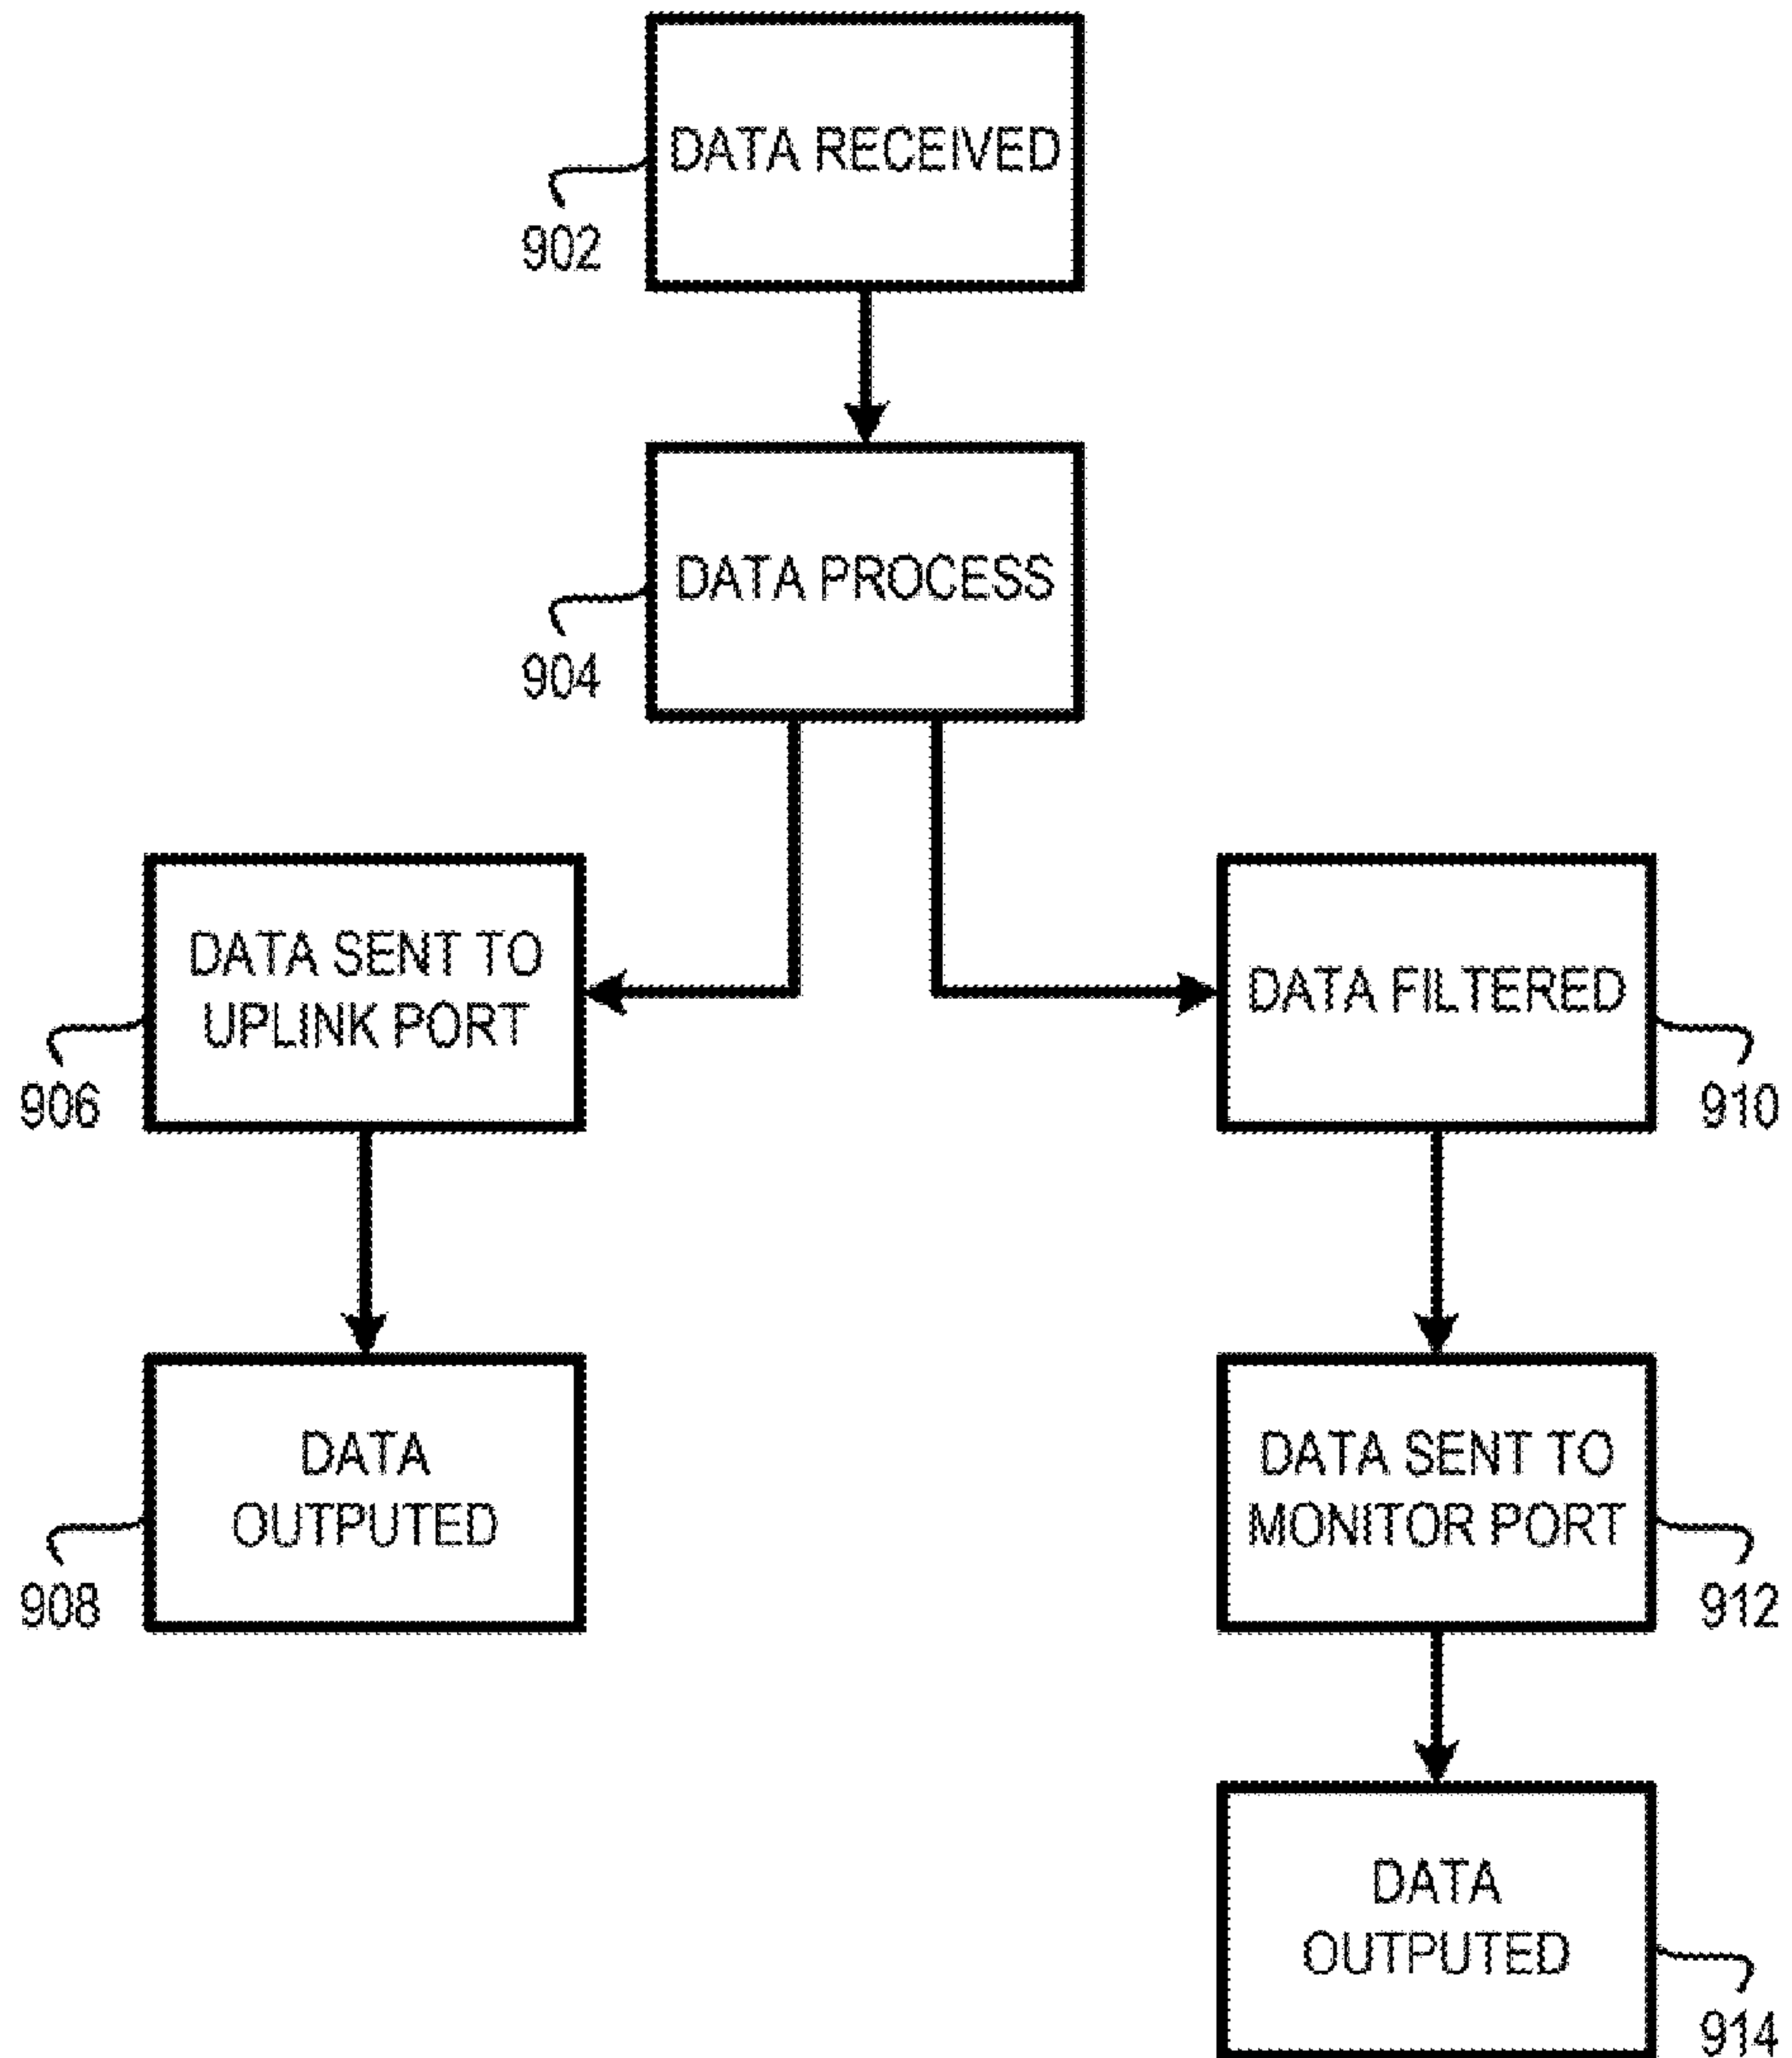 DATA RECEIVED
902
DATA PROCESS
904
DATA SENT TO
UPLINK PORT
906
DATA FILTERED
910
DATA
OUTPUTED
908
DATA SENT TO
MONITOR PORT
912
DATA
OUTPUTED
914